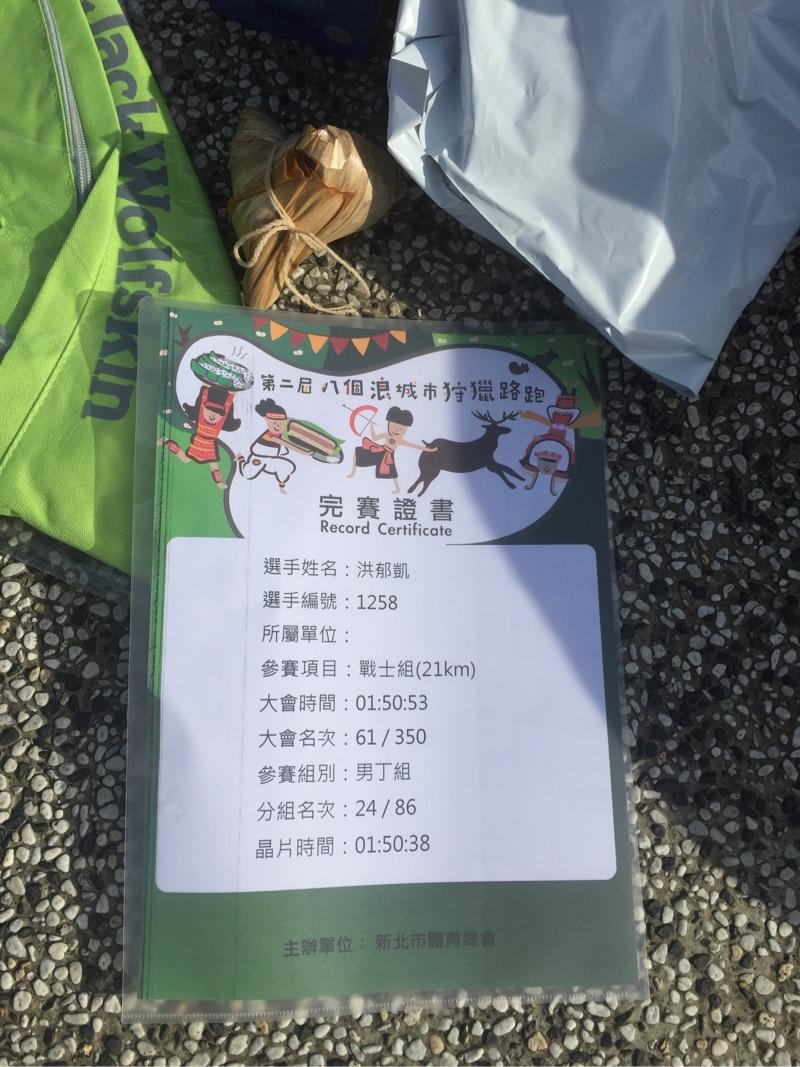 Jack Wolfskin
第二屆 八個浪城市狩獵路跑
完賽證書
Record Certificate
選手姓名：洪郁凱
選手編號：1258
所屬單位：
參賽項目：戰士組(21km)
大會時間：01:50:53
大會名次：61 / 350
參賽組別：男丁組
分組名次：24 / 86
晶片時間：01:50:38
主辦單位：新北市體育總會